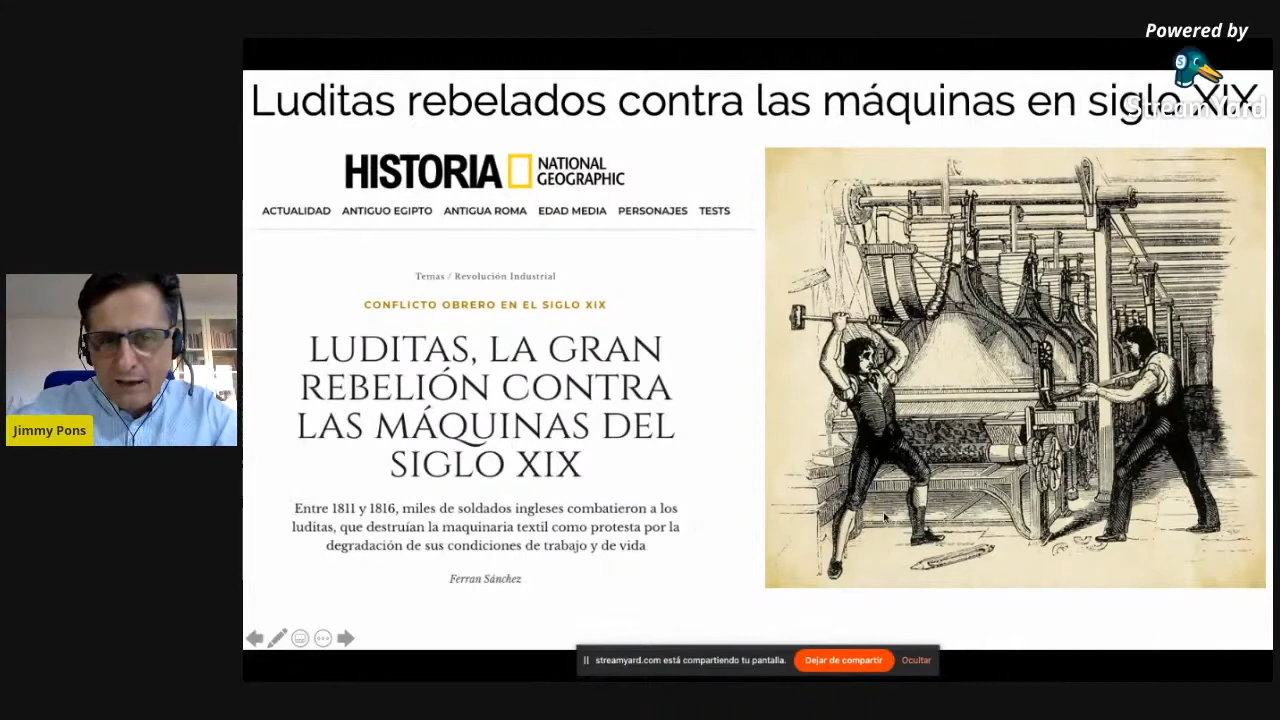 Powered by
StreamYard
Luditas rebelados contra las máquinas en siglo XIX
HISTORIA NATIONAL GEOGRAPHIC
ACTUALIDAD ANTIGUO EGIPTO ANTIGUA ROMA EDAD MEDIA PERSONAJES TESTS
Temas / Revolución Industrial
CONFLICTO OBRERO EN EL SIGLO XIX
LUDITAS, LA GRAN
REBELIÓN CONTRA
LAS MÁQUINAS DEL
SIGLO XIX
Entre 1811 y 1816, miles de soldados ingleses combatieron a los
luditas, que destruían la maquinaria textil como protesta por la
degradación de sus condiciones de trabajo y de vida
Ferran Sánchez
Jimmy Pons
streamyard.com está compartiendo tu pantalla. Dejar de compartir Ocultar